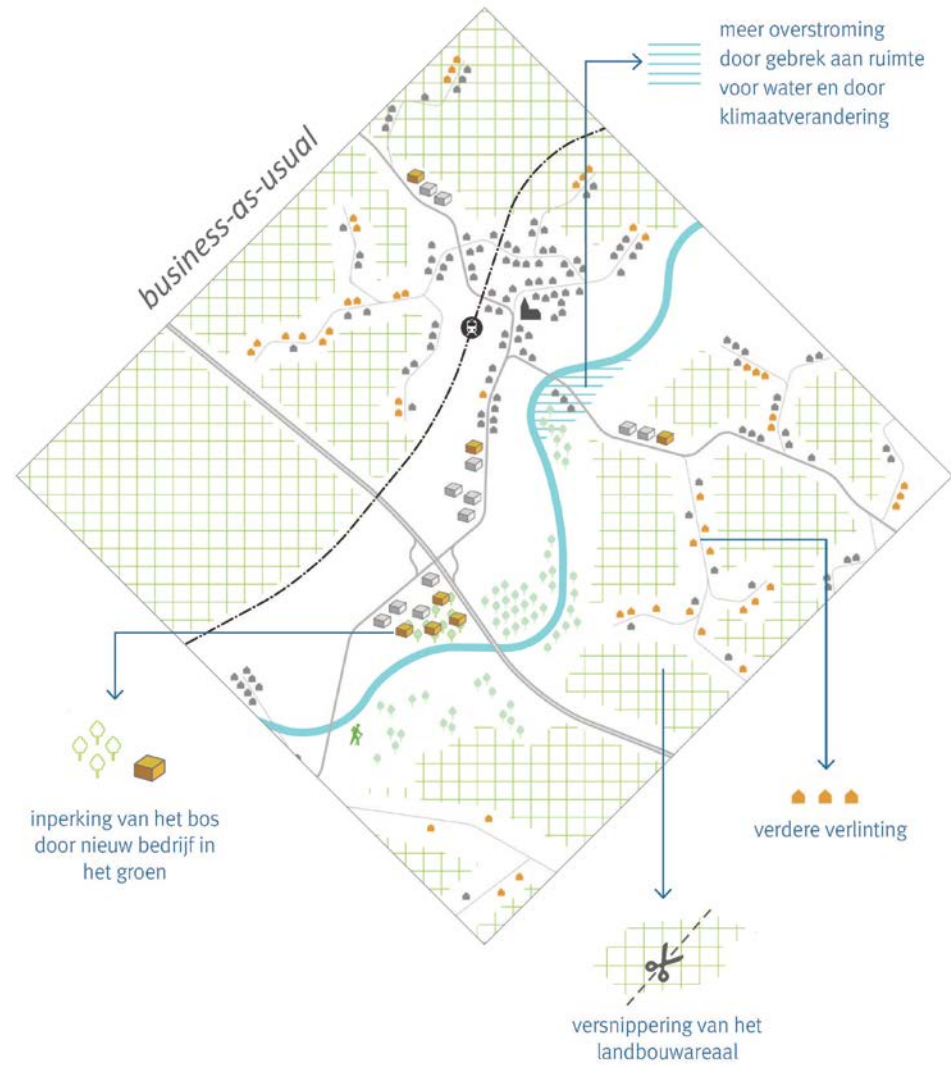 meer overstroming
door gebrek aan ruimte
voor water en door
klimaatverandering
business-as-usual
inperking van het bos
door nieuw bedrijf in
het groen
verdere verlinting
versnippering van het
landbouwareaal